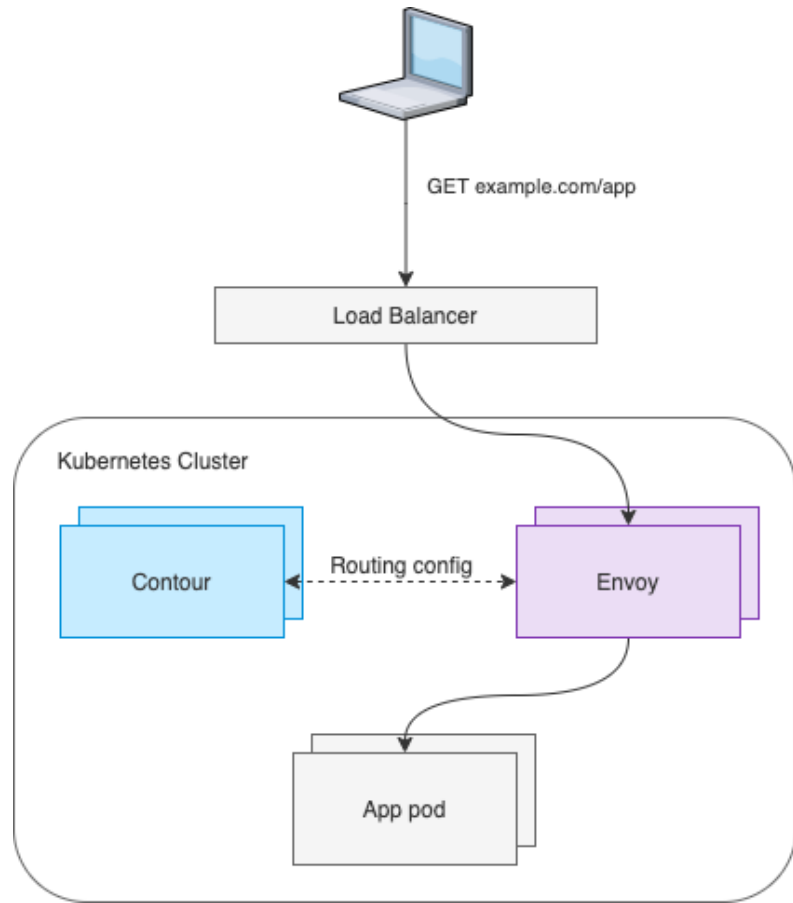 GET example.com/app
Load Balancer
Kubernetes Cluster
Routing config
Contour
Envoy
App pod